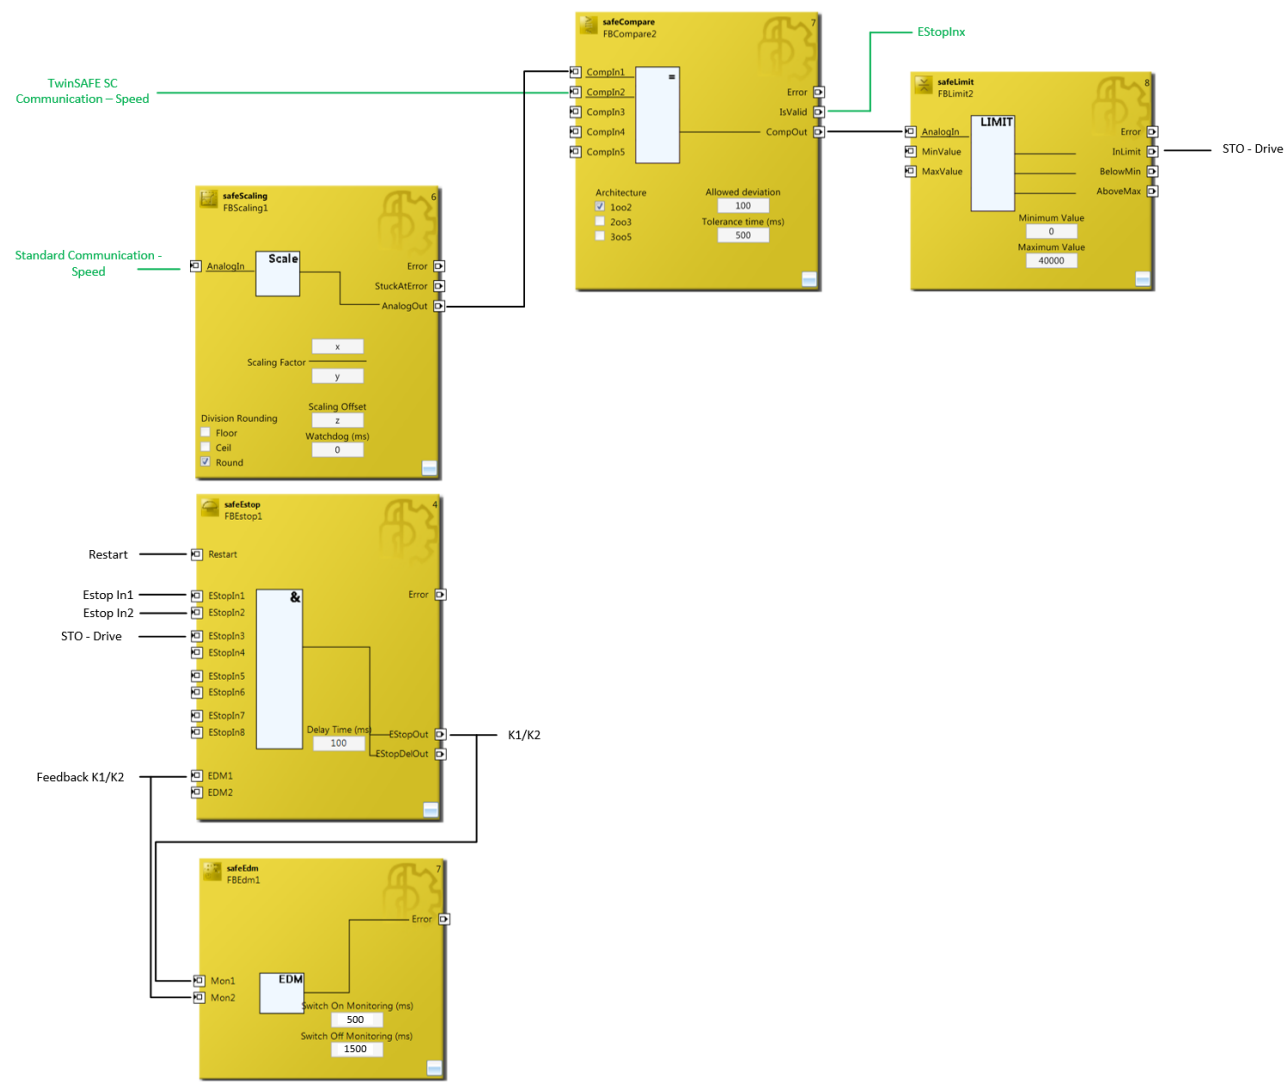 safeCompare
FBCompare2
7
CompIn1
CompIn2
CompIn3
CompIn4
CompIn5
=
Error
IsValid
CompOut
Architecture
1oo2
2oo3
3oo5
Allowed deviation
100
Tolerance time (ms)
500
EStopInx
TwinSAFE SC
Communication – Speed
safeLimit
FBLimit2
8
AnalogIn
MinValue
MaxValue
LIMIT
Error
InLimit
BelowMin
AboveMax
Minimum Value
0
Maximum Value
40000
STO - Drive
safeScaling
FBScaling1
6
Standard Communication -
Speed
AnalogIn
Scale
Error
StuckAtError
AnalogOut
Scaling Factor
x
y
Scaling Offset
z
Watchdog (ms)
0
Division Rounding
Floor
Ceil
Round
safeEstop
FBEstop1
4
Restart
Restart
Estop In1
EStopIn1
Estop In2
EStopIn2
STO - Drive
EStopIn3
EStopIn4
EStopIn5
EStopIn6
EStopIn7
EStopIn8
&
Error
Delay Time (ms)
100
EStopOut
EStopDelOut
K1/K2
Feedback K1/K2
EDM1
EDM2
safeEdm
FBEdm1
7
Error
Mon1
Mon2
EDM
Switch On Monitoring (ms)
500
Switch Off Monitoring (ms)
1500